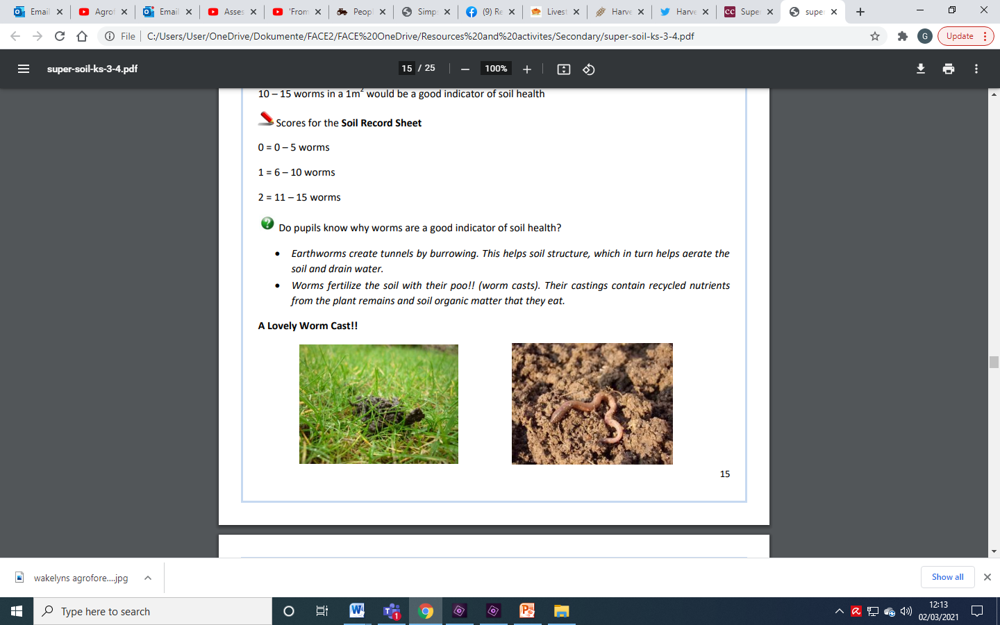 Email
Agrof
Email
Asses
'From
Peopl
Simp
(9) Re
Livest
Harve
Harve
Super
super
File
C:/Users/User/OneDrive/Dokumente/FACE2/FACE%20OneDrive/Resources%20and%20activites/Secondary/super-soil-ks-3-4.pdf
G
Update
super-soil-ks-3-4.pdf
15 / 25
100%
10 – 15 worms in a 1m² would be a good indicator of soil health
Scores for the Soil Record Sheet
0 = 0 – 5 worms
1 = 6 – 10 worms
2 = 11 – 15 worms
Do pupils know why worms are a good indicator of soil health?
• Earthworms create tunnels by burrowing. This helps soil structure, which in turn helps aerate the
soil and drain water.
• Worms fertilize the soil with their poo!! (worm casts). Their castings contain recycled nutrients
from the plant remains and soil organic matter that they eat.
A Lovely Worm Cast!!
15
wakelyns agrofore....jpg
Show all
Type here to search
1
12:13
02/03/2021